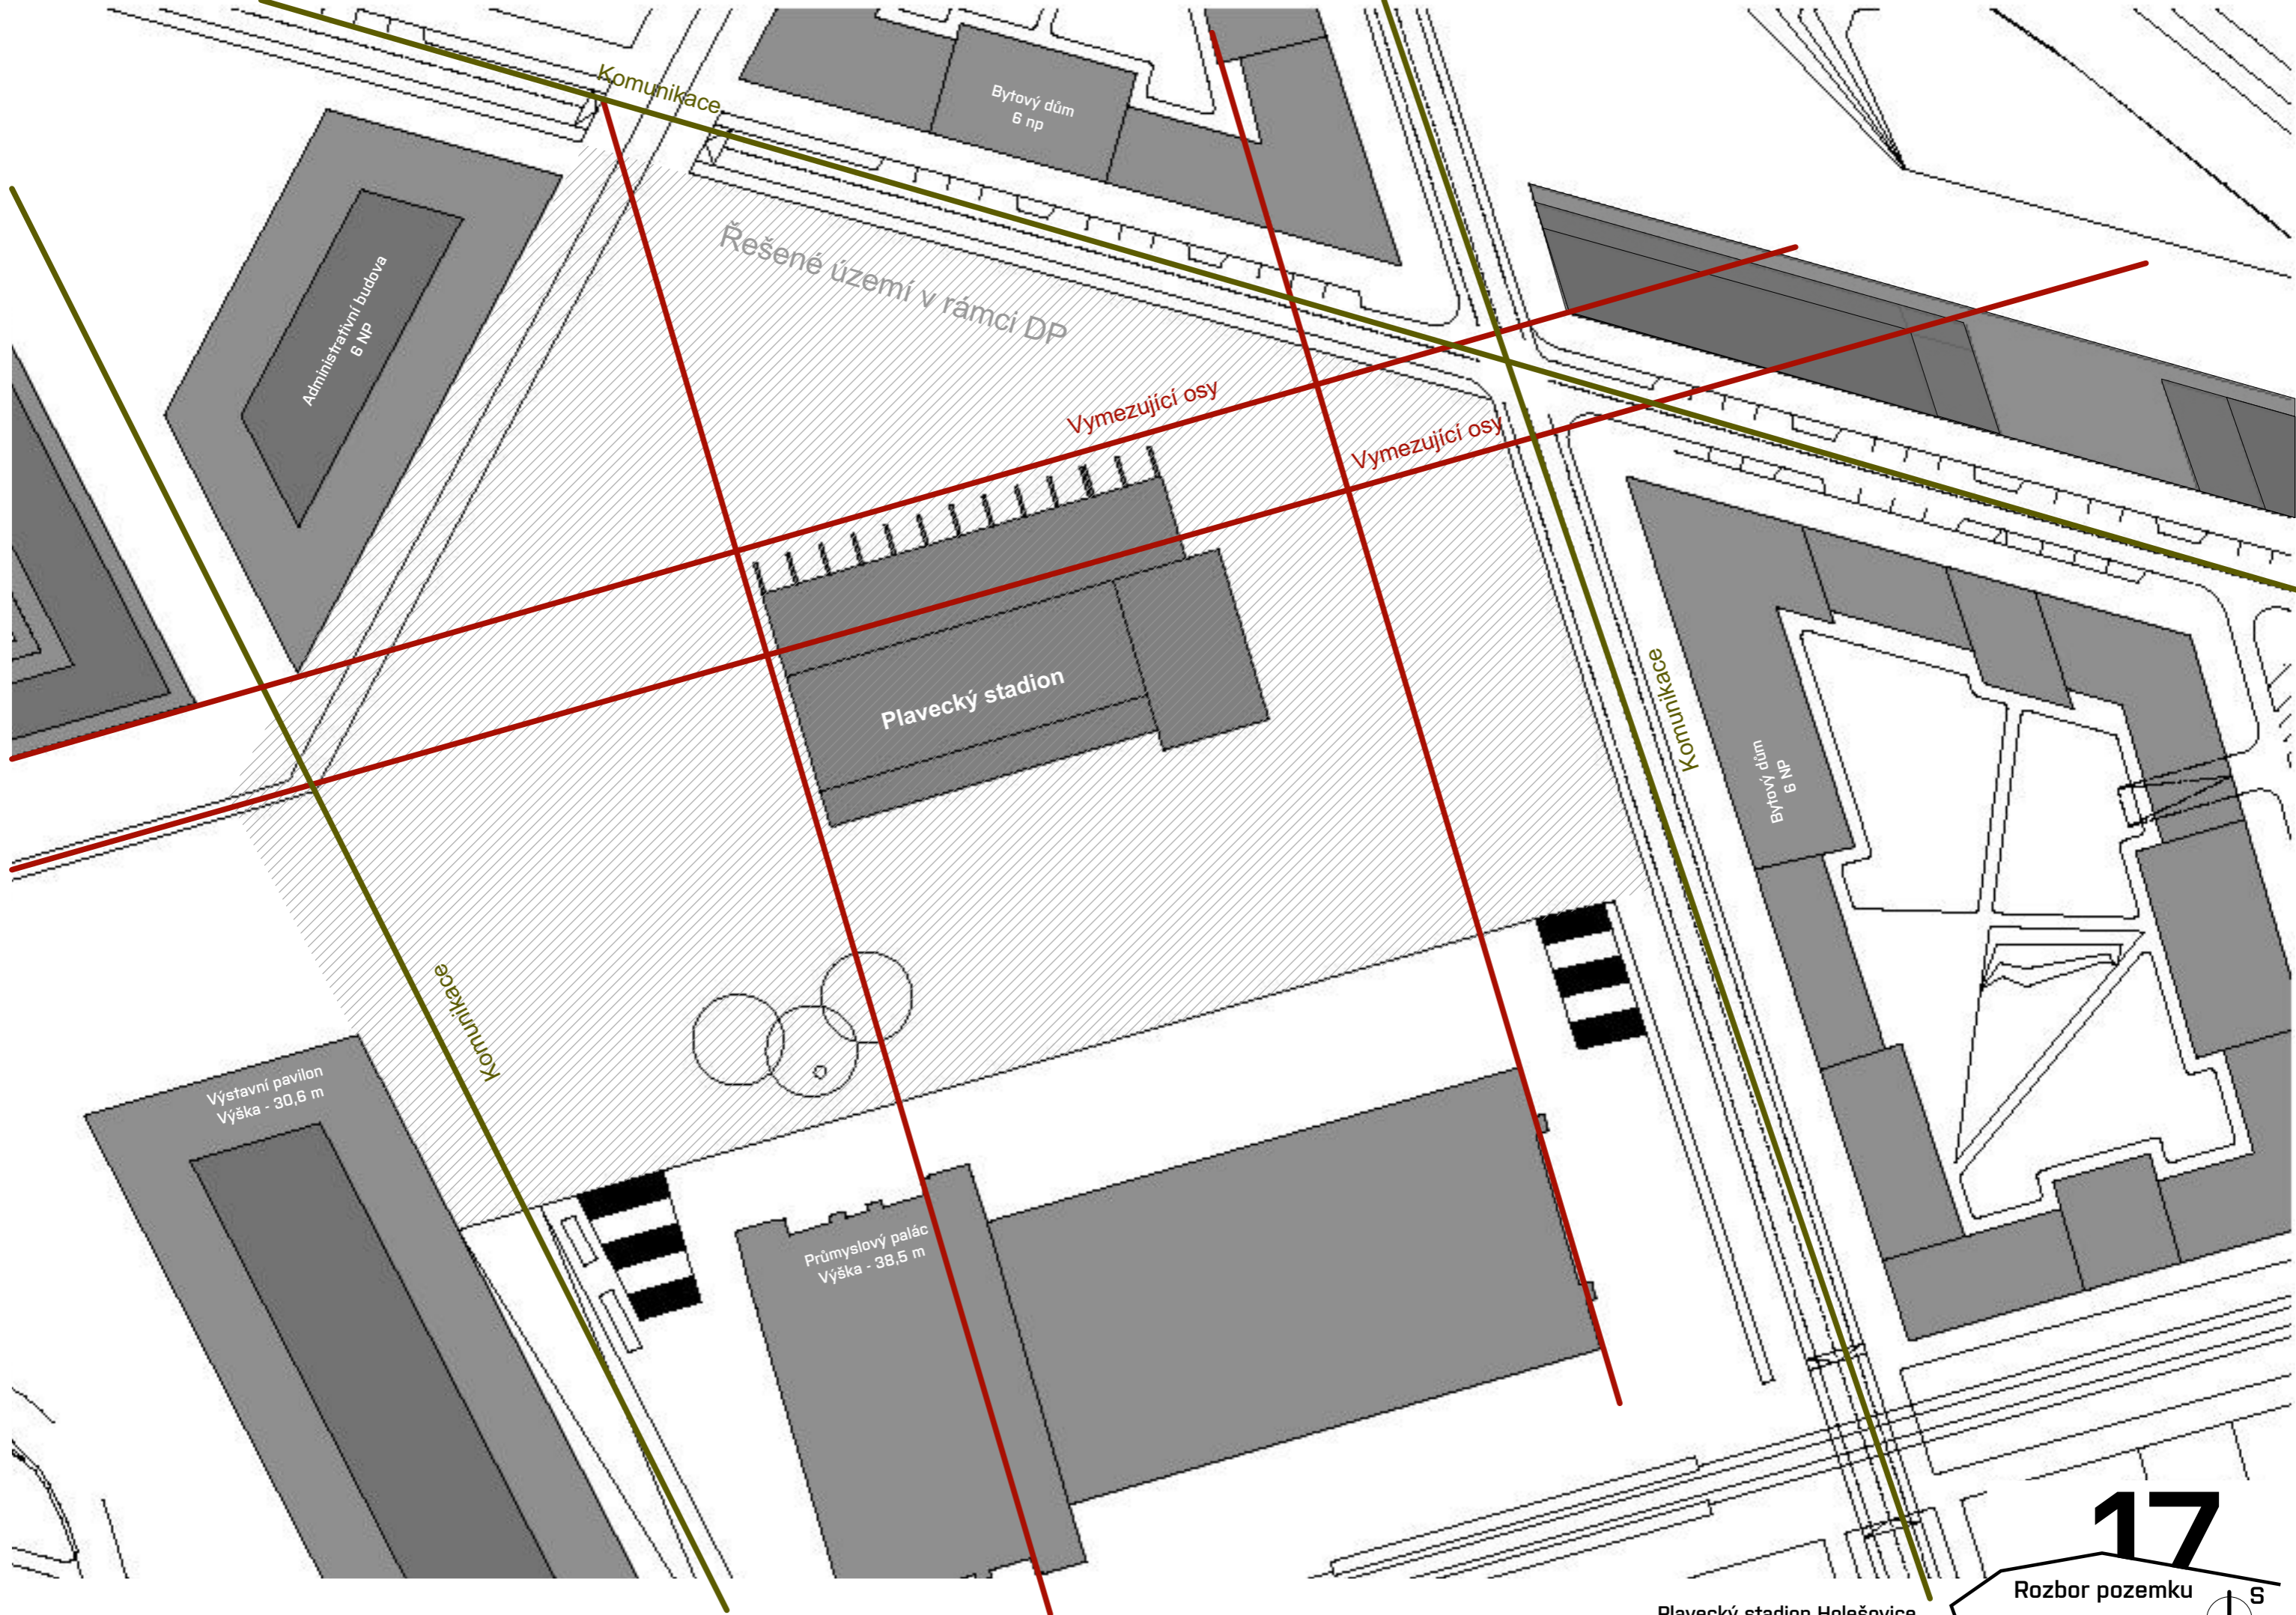 Komunikace
Bytový dům
6 np
Řešené území v rámci DP
Administrativní budova
6 NP
Vymezující osy
Vymezující osy
Plavecký stadion
Komunikace
Bytový dům
6 NP
Komunikace
Výstavní pavilon
Výška - 30,6 m
Průmyslový palác
Výška - 38,5 m
17
Rozbor pozemku
S
Plavecký stadion Holešovice